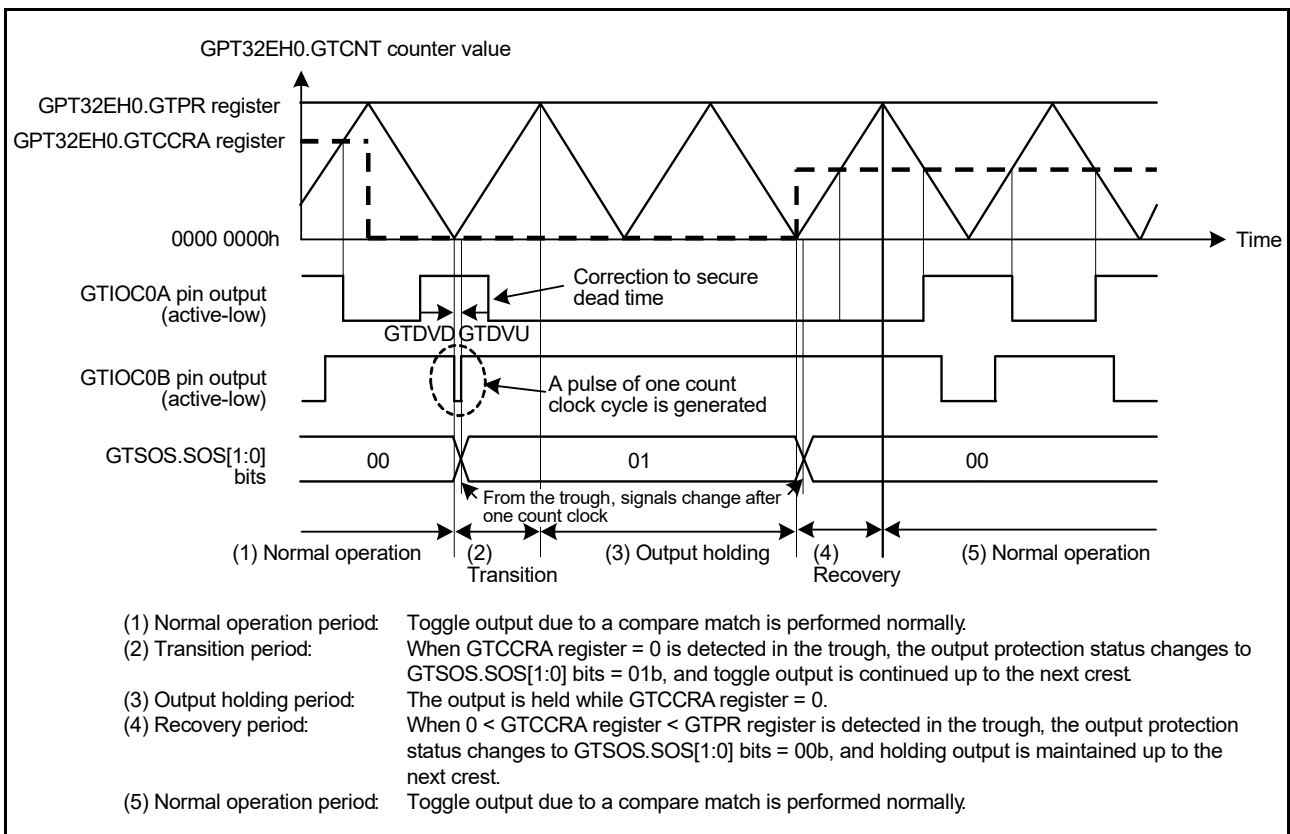 GPT32EH0.GTCNT counter value
GPT32EH0.GTPR register
GPT32EH0.GTCCRA register
0000 0000h
Time
GTIOC0A pin output
(active-low)
Correction to secure
dead time
GTDVD GTDVU
GTIOC0B pin output
(active-low)
A pulse of one count
clock cycle is generated
GTSOS.SOS[1:0]
bits
00
01
00
From the trough, signals change after
one count clock
(1) Normal operation
(2)
Transition
(3) Output holding
(4)
Recovery
(5) Normal operation
(1) Normal operation period: Toggle output due to a compare match is performed normally.
(2) Transition period: When GTCCRA register = 0 is detected in the trough, the output protection status changes to
GTSOS.SOS[1:0] bits = 01b, and toggle output is continued up to the next crest.
(3) Output holding period: The output is held while GTCCRA register = 0.
(4) Recovery period: When 0 < GTCCRA register < GTPR register is detected in the trough, the output protection
status changes to GTSOS.SOS[1:0] bits = 00b, and holding output is maintained up to the
next crest.
(5) Normal operation period: Toggle output due to a compare match is performed normally.